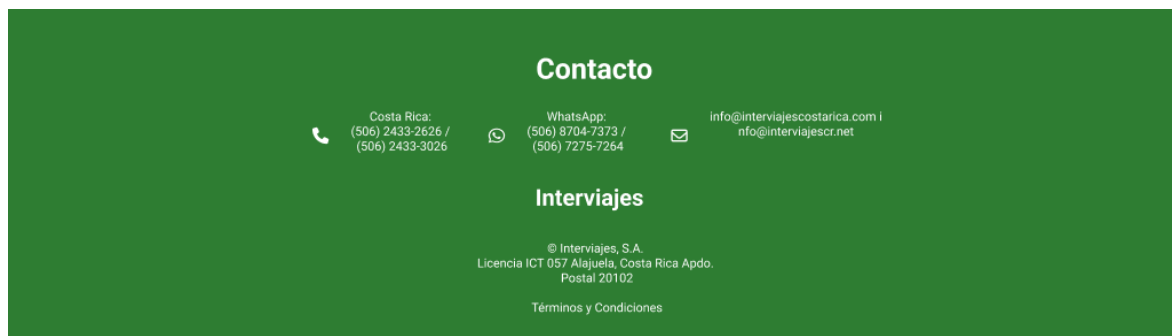 Contacto
Costa Rica:
(506) 2433-2626 /
(506) 2433-3026
WhatsApp:
(506) 8704-7373 /
(506) 7275-7264
info@interviajescostarica.com i
nfo@interviajescr.net
Interviajes
© Interviajes, S.A.
Licencia ICT 057 Alajuela, Costa Rica Apdo.
Postal 20102
Términos y Condiciones